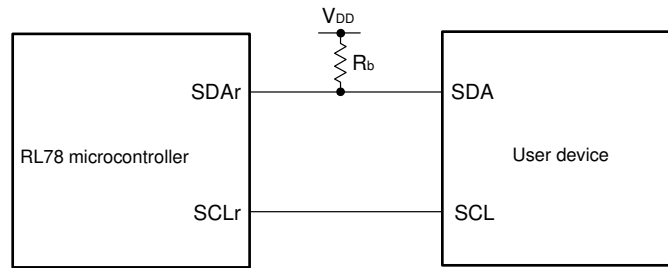 VDD
Rb
SDAr
SDA
RL78 microcontroller
User device
SCLr
SCL